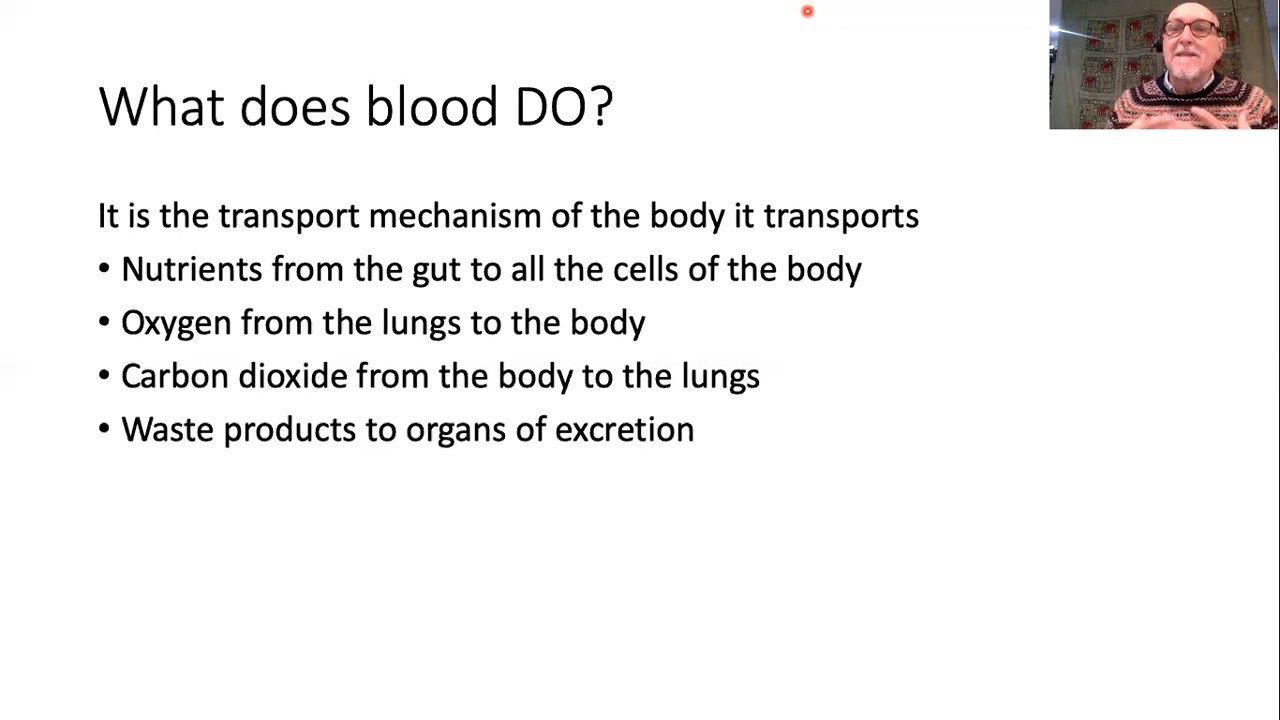 What does blood DO?
It is the transport mechanism of the body it transports
• Nutrients from the gut to all the cells of the body
• Oxygen from the lungs to the body
• Carbon dioxide from the body to the lungs
• Waste products to organs of excretion